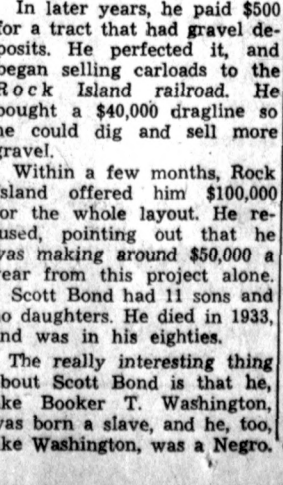 In later years, he paid $500
for a tract that had gravel de-
posits. He perfected it, and
began selling carloads to the
Rock Island railroad. He
bought a $40,000 dragline so
he could dig and sell more
gravel.
Within a few months, Rock
Island offered him $100,000
for the whole layout. He re-
fused, pointing out that he
was making around $50,000 a
year from this project alone.
Scott Bond had 11 sons and
no daughters. He died in 1933,
and was in his eighties.
The really interesting thing
about Scott Bond is that he,
like Booker T. Washington,
was born a slave, and he, too,
like Washington, was a Negro.